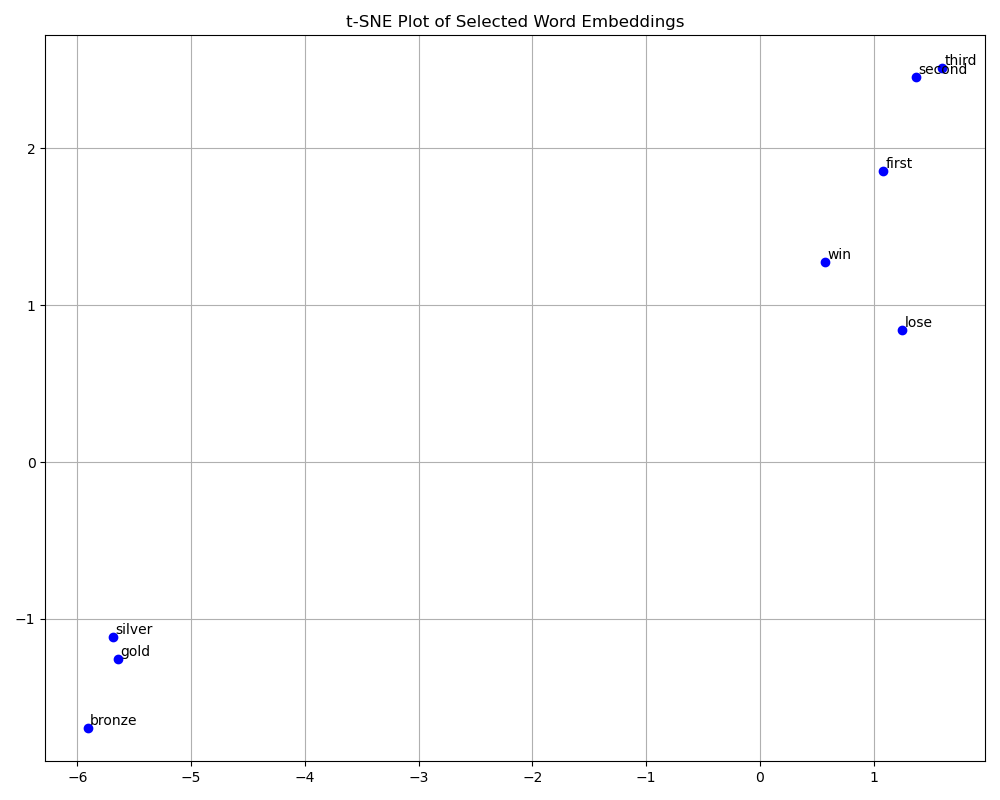 t-SNE Plot of Selected Word Embeddings
third
second
first
win
lose
silver
gold
bronze
2
1
0
−1
−6
−5
−4
−3
−2
−1
0
1